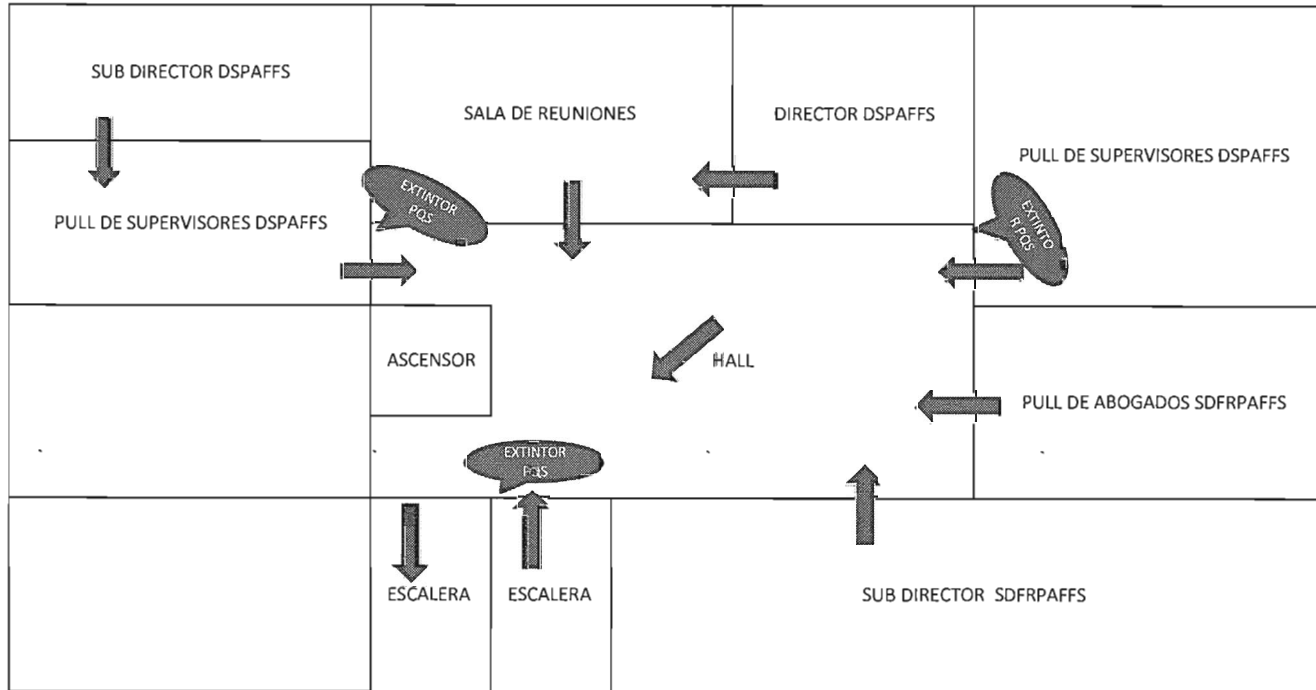 SUB DIRECTOR DSPAFFS
SALA DE REUNIONES
DIRECTOR DSPAFFS
PULL DE SUPERVISORES DSPAFFS
PULL DE SUPERVISORES DSPAFFS
EXTINTOR
PQS
EXTINTO
R PQS
ASCENSOR
HALL
PULL DE ABOGADOS SDFRPAFFS
EXTINTOR
PQS
ESCALERA
ESCALERA
SUB DIRECTOR SDFRPAFFS